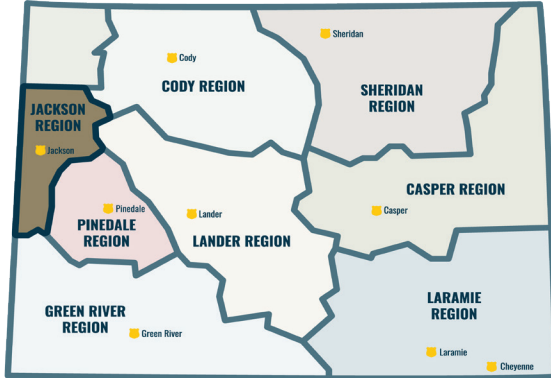 Sheridan
Cody
CODY REGION
SHERIDAN
REGION
JACKSON
REGION
Jackson
CASPER REGION
Pinedale
Lander
Casper
PINEDALE
REGION
LANDER REGION
LARAMIE
REGION
GREEN RIVER
REGION
Green River
Laramie
Cheyenne